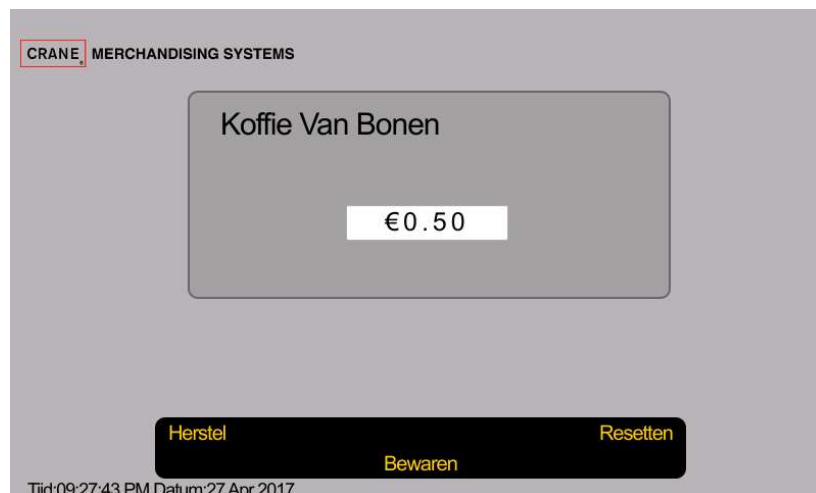 CRANE® MERCHANDISING SYSTEMS
Koffie Van Bonen
€0.50
Herstel Resetten
Bewaren
Tijd:09:27:43 PM Datum:27 Apr 2017